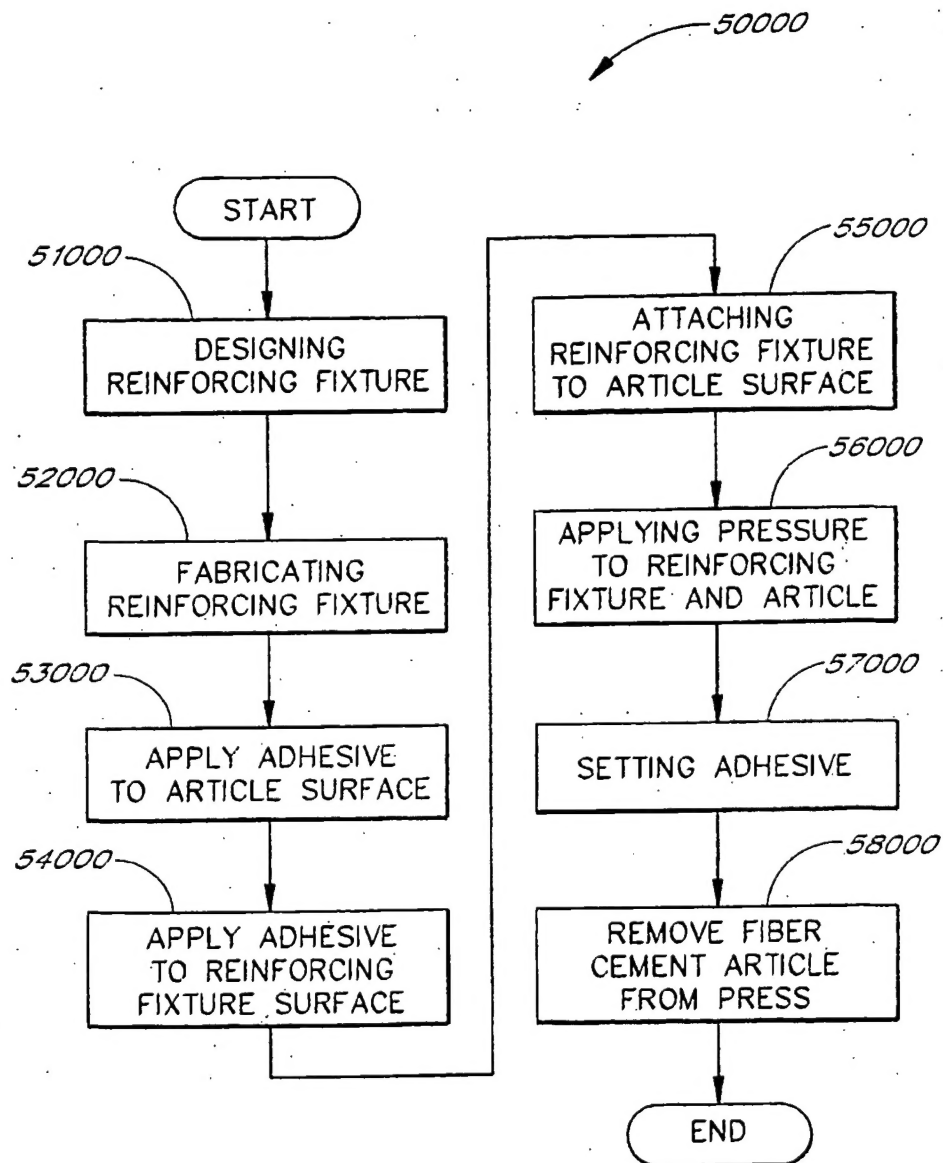 50000
START
51000
DESIGNING
REINFORCING FIXTURE
52000
FABRICATING
REINFORCING FIXTURE
53000
APPLY ADHESIVE
TO ARTICLE SURFACE
54000
APPLY ADHESIVE
TO REINFORCING
FIXTURE SURFACE
55000
ATTACHING
REINFORCING FIXTURE
TO ARTICLE SURFACE
56000
APPLYING PRESSURE
TO REINFORCING
FIXTURE AND ARTICLE
57000
SETTING ADHESIVE
58000
REMOVE FIBER
CEMENT ARTICLE
FROM PRESS
END